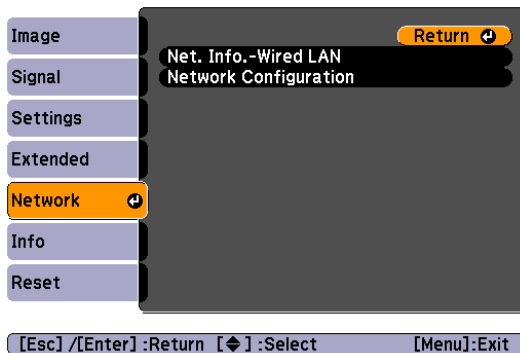 Image
Signal
Settings
Extended
Network
Info
Reset
Return
Net. Info.-Wired LAN
Network Configuration
[Esc] /[Enter] :Return [◆] :Select [Menu]:Exit